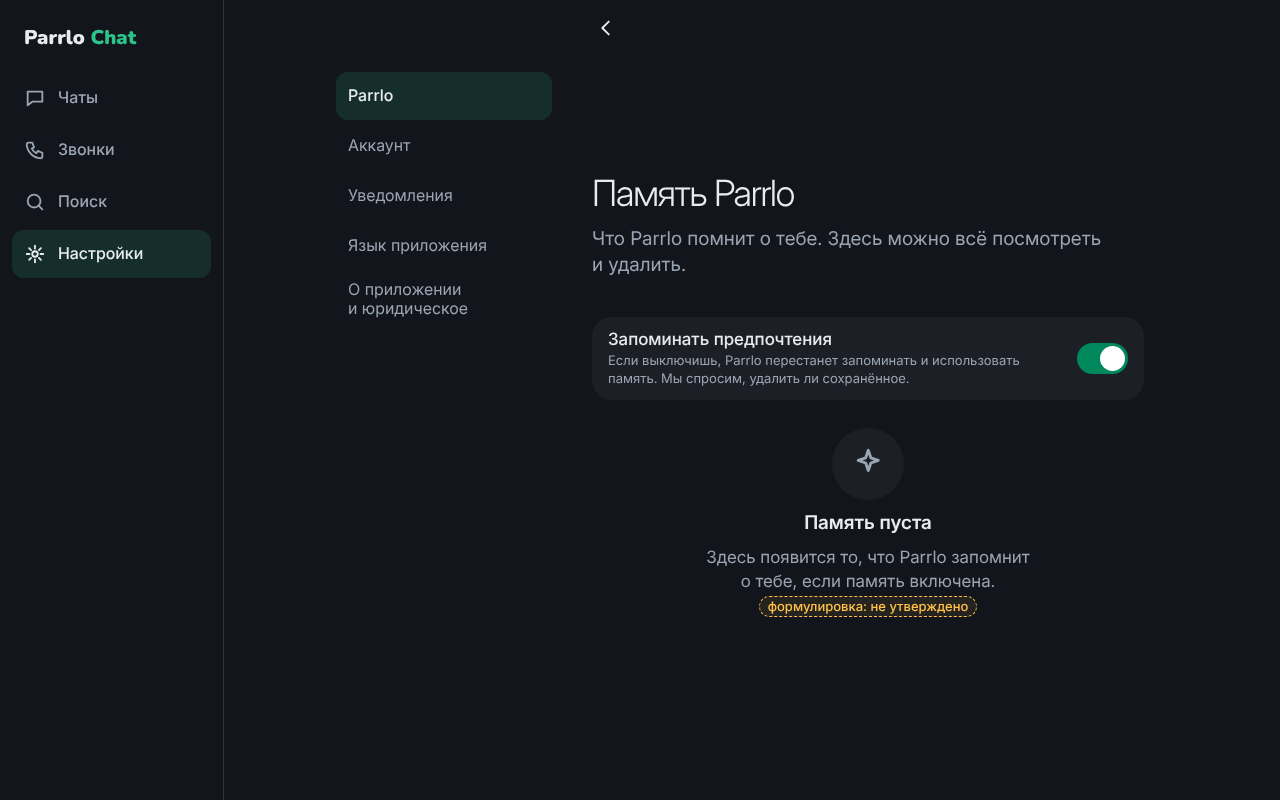 Parrlo Chat
Чаты
Звонки
Поиск
Настройки
Parrlo
Аккаунт
Уведомления
Язык приложения
О приложении
и юридическое
Память Parrlo
Что Parrlo помнит о тебе. Здесь можно всё посмотреть
и удалить.
Запоминать предпочтения
Если выключишь, Parrlo перестанет запоминать и использовать
память. Мы спросим, удалить ли сохранённое.
Память пуста
Здесь появится то, что Parrlo запомнит
о тебе, если память включена.
формулировка: не утверждено